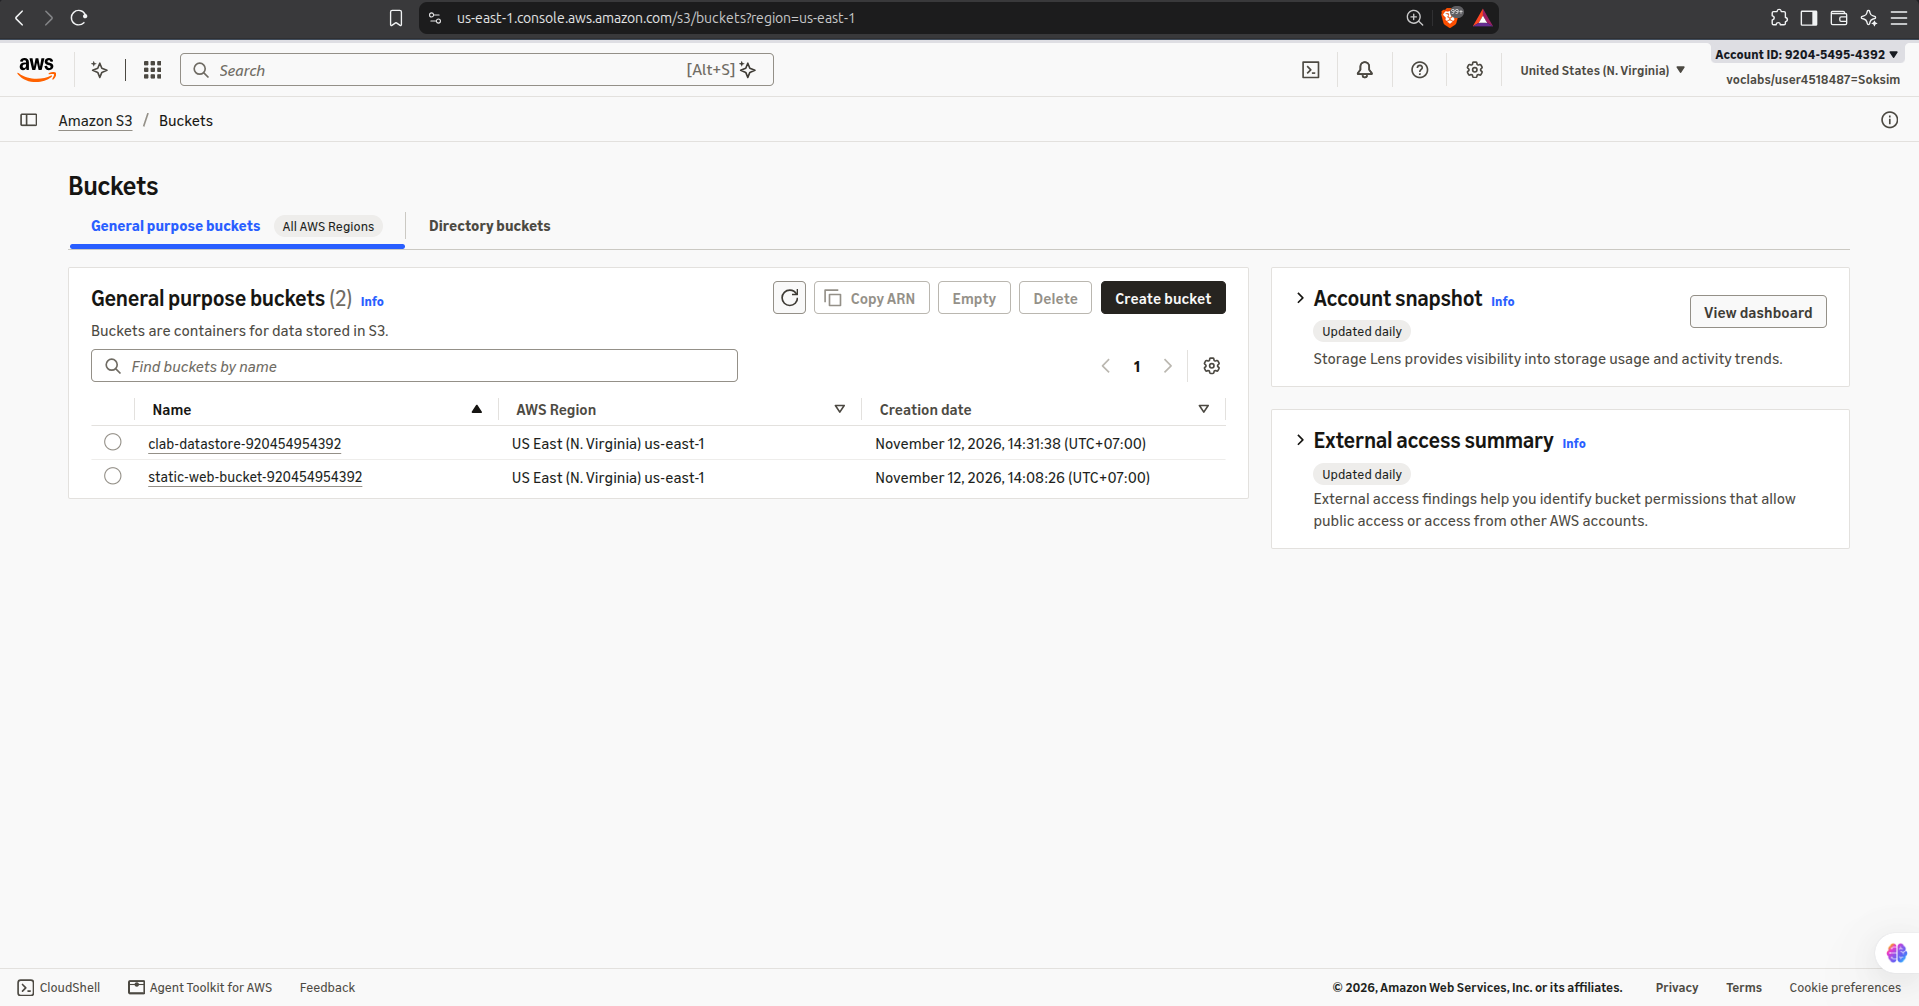 us-east-1.console.aws.amazon.com/s3/buckets?region=us-east-1
99+
aws
Search [Alt+S]
United States (N. Virginia)
Account ID: 9204-5495-4392
voclabs/user4518487=Soksim
Amazon S3 / Buckets
Buckets
General purpose buckets All AWS Regions Directory buckets
General purpose buckets (2) Info
Copy ARN Empty Delete Create bucket
Buckets are containers for data stored in S3.
Find buckets by name
1
Name AWS Region Creation date
clab-datastore-920454954392 US East (N. Virginia) us-east-1 November 12, 2026, 14:31:38 (UTC+07:00)
static-web-bucket-920454954392 US East (N. Virginia) us-east-1 November 12, 2026, 14:08:26 (UTC+07:00)
Account snapshot Info
View dashboard
Updated daily
Storage Lens provides visibility into storage usage and activity trends.
External access summary Info
Updated daily
External access findings help you identify bucket permissions that allow
public access or access from other AWS accounts.
CloudShell Agent Toolkit for AWS Feedback
© 2026, Amazon Web Services, Inc. or its affiliates. Privacy Terms Cookie preferences